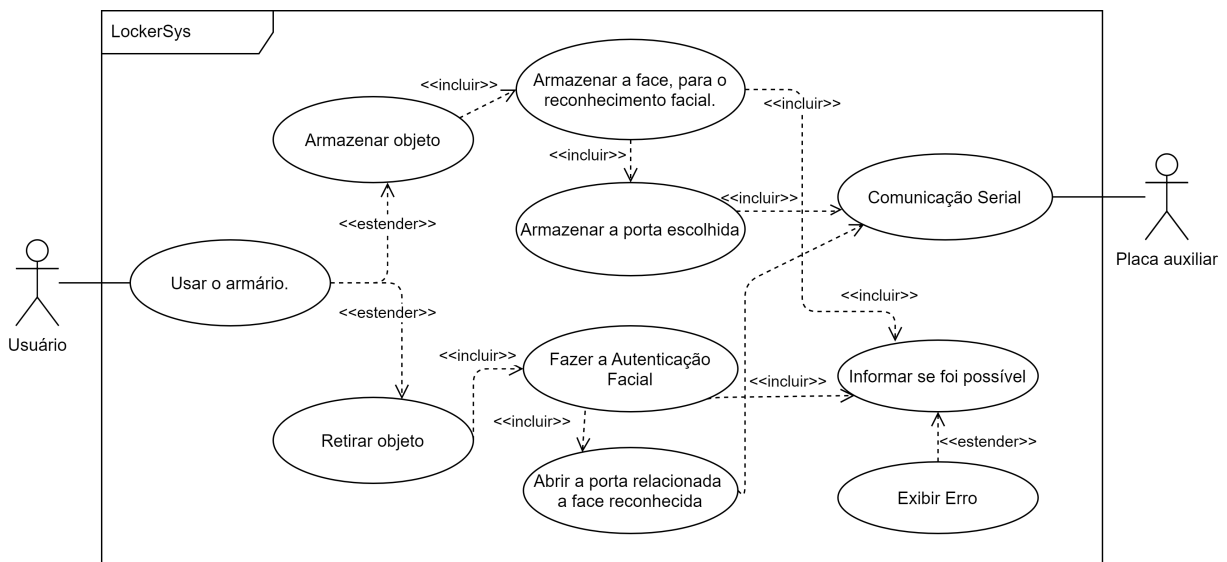 LockerSys
<<incluir>>
Armazenar a face, para o
reconhecimento facial.
<<incluir>>
Armazenar objeto
<<incluir>>
<<estender>>
Armazenar a porta escolhida
<<incluir>>
Comunicação Serial
Placa auxiliar
Usar o armário.
Usuário
<<estender>>
<<incluir>>
<<incluir>>
Fazer a Autenticação
Facial
<<incluir>>
Informar se foi possível
Retirar objeto
<<incluir>>
<<estender>>
Abrir a porta relacionada
a face reconhecida
Exibir Erro